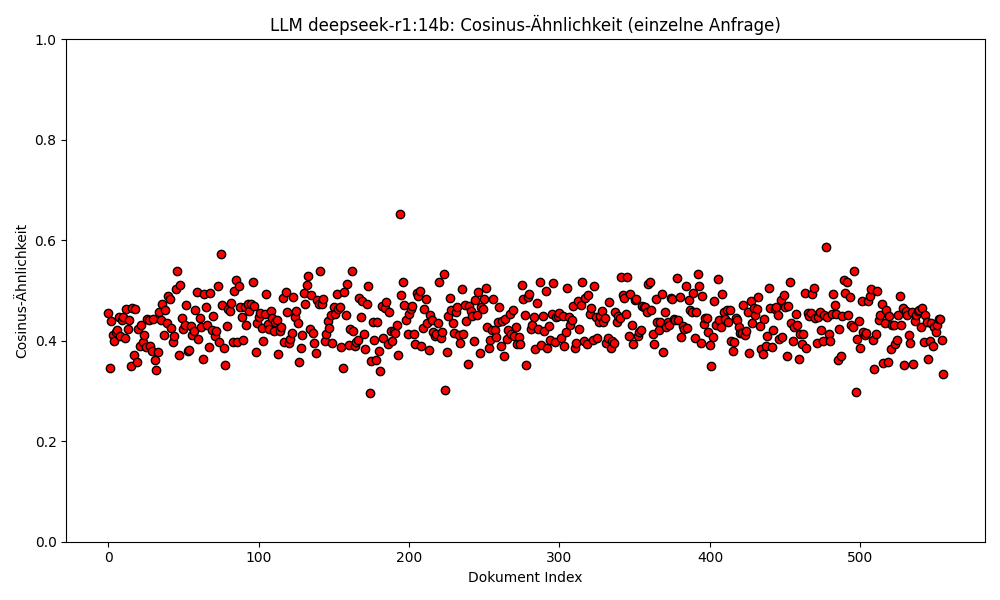 LLM deepseek-r1:14b: Cosinus-Ähnlichkeit (einzelne Anfrage)
1.0
0.8
0.6
0.4
0.2
0.0
Cosinus-Ähnlichkeit
0 100 200 300 400 500
Dokument Index